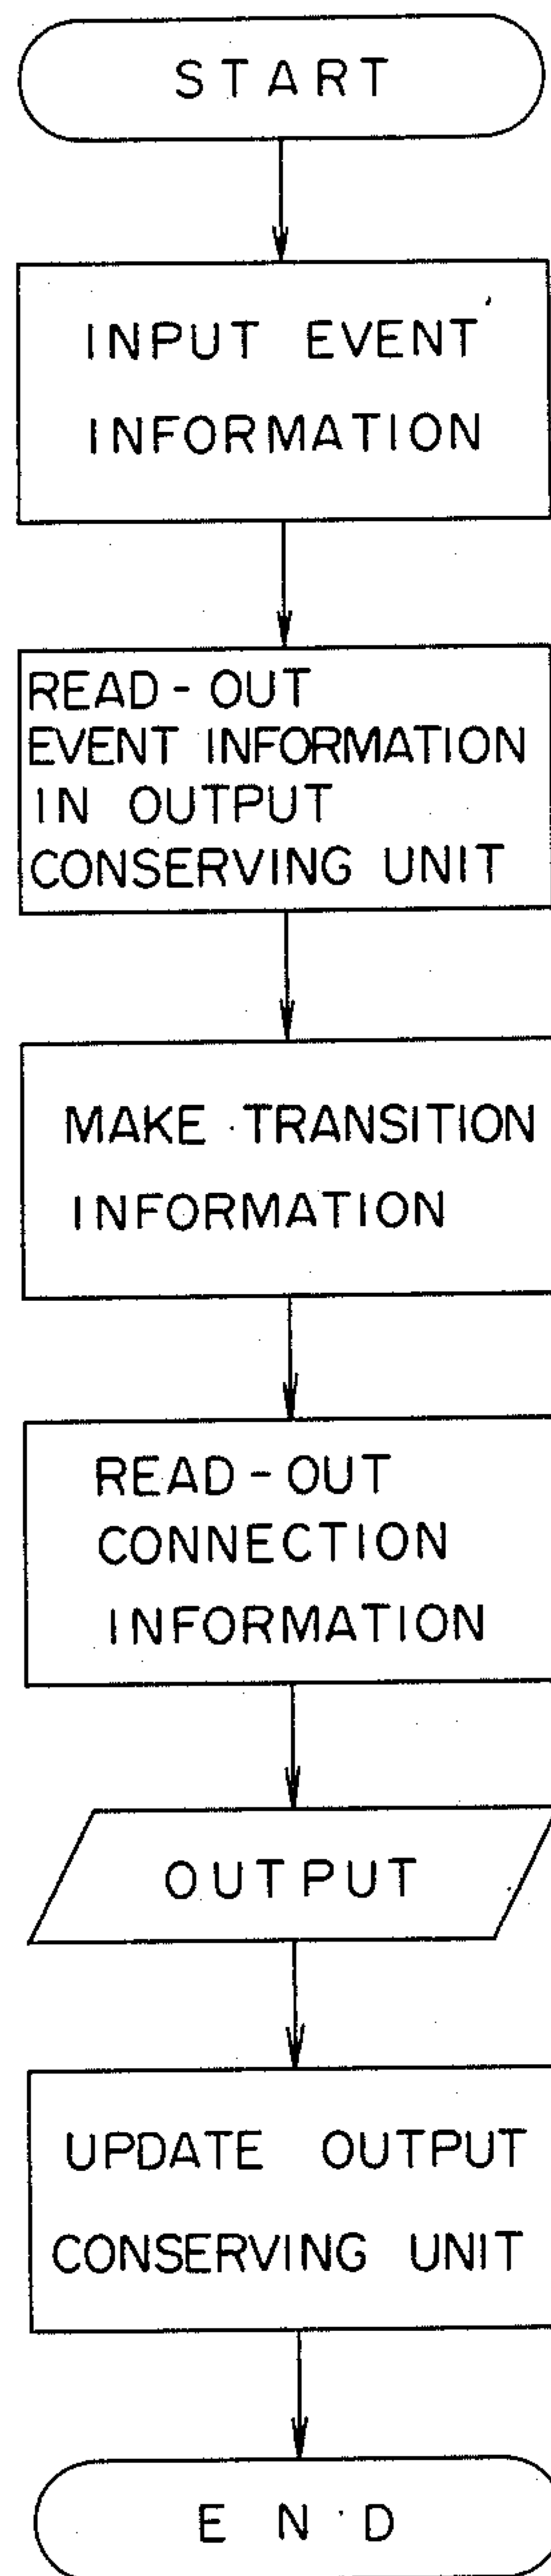 START
INPUT EVENT
INFORMATION
READ-OUT
EVENT INFORMATION
IN OUTPUT
CONSERVING UNIT
MAKE TRANSITION
INFORMATION
READ-OUT
CONNECTION
INFORMATION
OUTPUT
UPDATE OUTPUT
CONSERVING UNIT
END